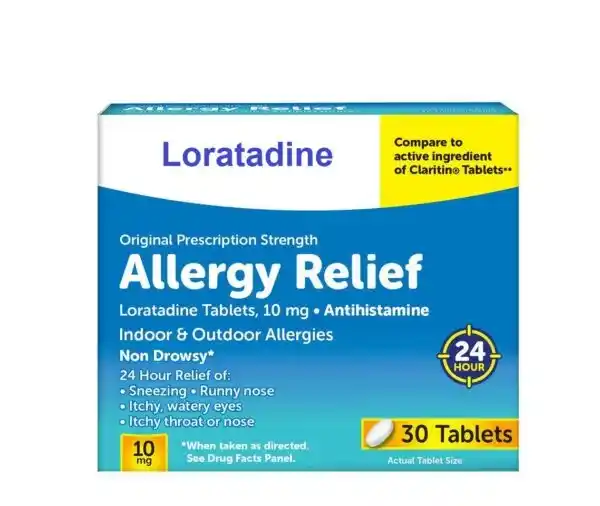 Allergy Relief
Loratadine
Compare to
active ingredient
of Claritin® Tablets**
Original Prescription Strength
Allergy Relief
Loratadine Tablets, 10 mg • Antihistamine
Indoor & Outdoor Allergies
Non Drowsy*
24 Hour Relief of:
• Sneezing • Runny nose
• Itchy, watery eyes
• Itchy throat or nose
24
HOUR
10
mg
*When taken as directed.
See Drug Facts Panel.
30 Tablets
Actual Tablet Size